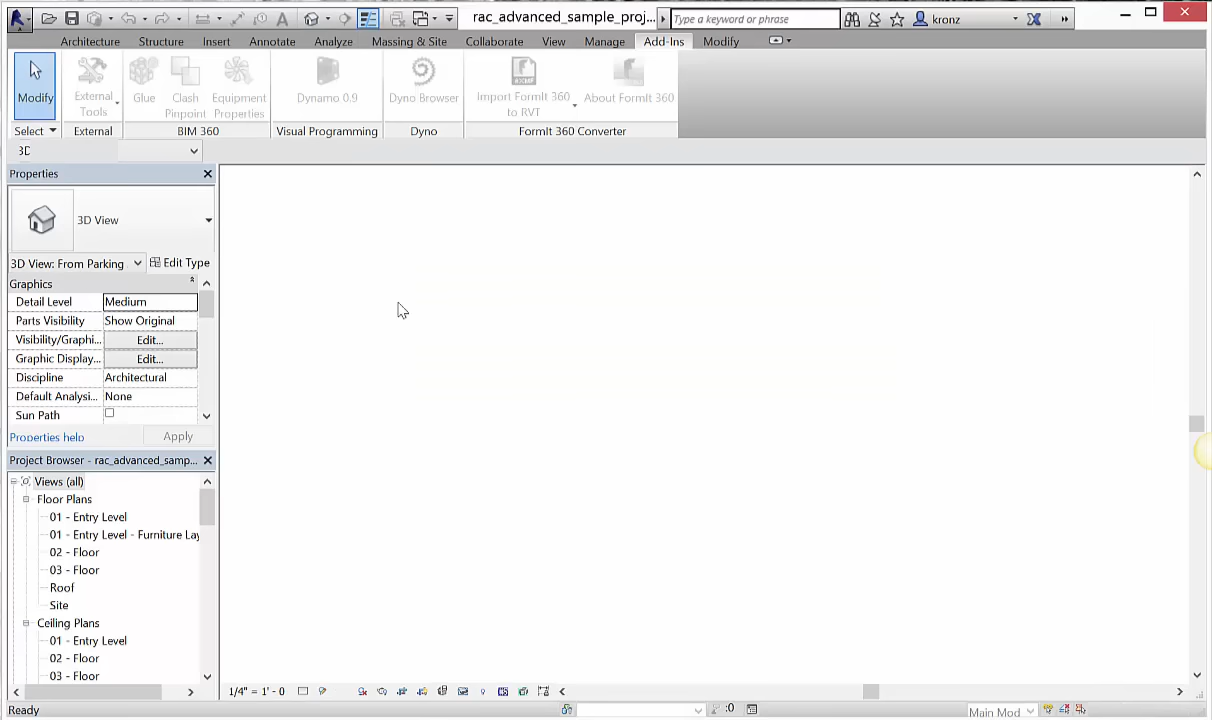 rac_advanced_sample_proj...
Type a keyword or phrase
kronz
Architecture Structure Insert Annotate Analyze Massing & Site Collaborate View Manage Add-Ins Modify
Modify
External Tools
Glue
Clash Pinpoint
Equipment Properties
Dynamo 0.9
Dyno Browser
Import FormIt 360 to RVT
About FormIt 360
Select External BIM 360 Visual Programming Dyno FormIt 360 Converter
3D
Properties
3D View
3D View: From Parking Edit Type
Graphics
Detail Level Medium
Parts Visibility Show Original
Visibility/Graphi... Edit...
Graphic Display... Edit...
Discipline Architectural
Default Analysi... None
Sun Path
Properties help Apply
Project Browser - rac_advanced_samp...
Views (all)
Floor Plans
01 - Entry Level
01 - Entry Level - Furniture Lay
02 - Floor
03 - Floor
Roof
Site
Ceiling Plans
01 - Entry Level
02 - Floor
03 - Floor
1/4" = 1' - 0
Ready
:0
Main Mod